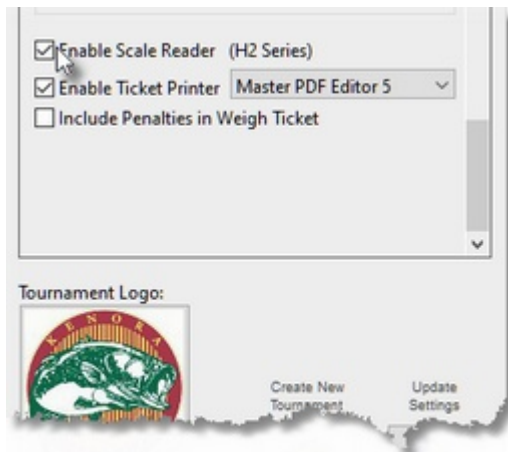 Enable Scale Reader (H2 Series)
Enable Ticket Printer Master PDF Editor 5
Include Penalties in Weigh Ticket
Tournament Logo:
KENORA
Create New Tournament
Update Settings